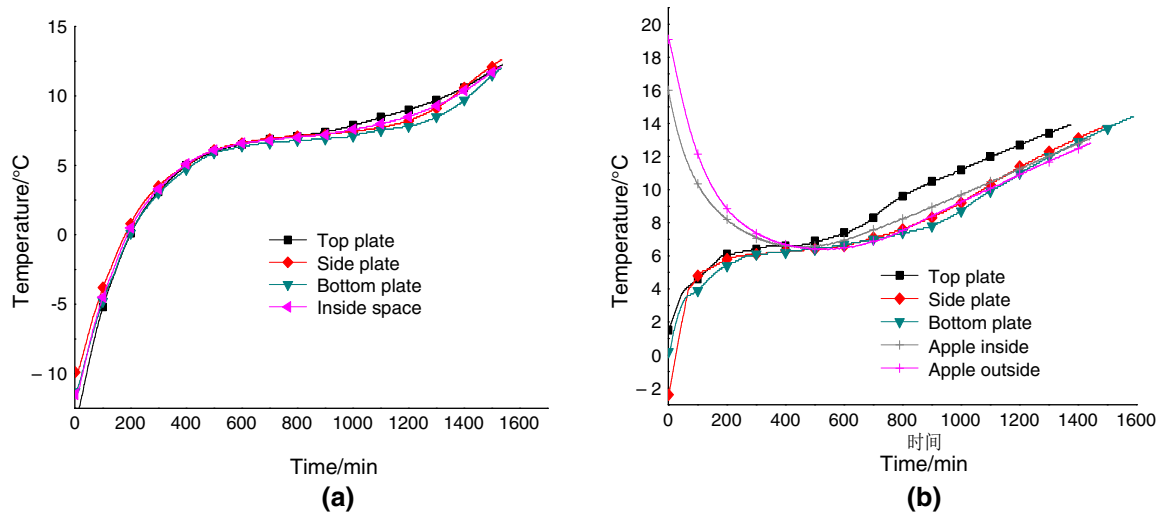 15
10
5
0
-5
– 10
Temperature/°C
Top plate
Side plate
Bottom plate
Inside space
0 200 400 600 800 1000 1200 1400 1600
Time/min
(a)
20
18
16
14
12
10
8
6
4
2
0
– 2
Temperature/°C
Top plate
Side plate
Bottom plate
Apple inside
Apple outside
0 200 400 600 800 1000 1200 1400 1600
时间
Time/min
(b)